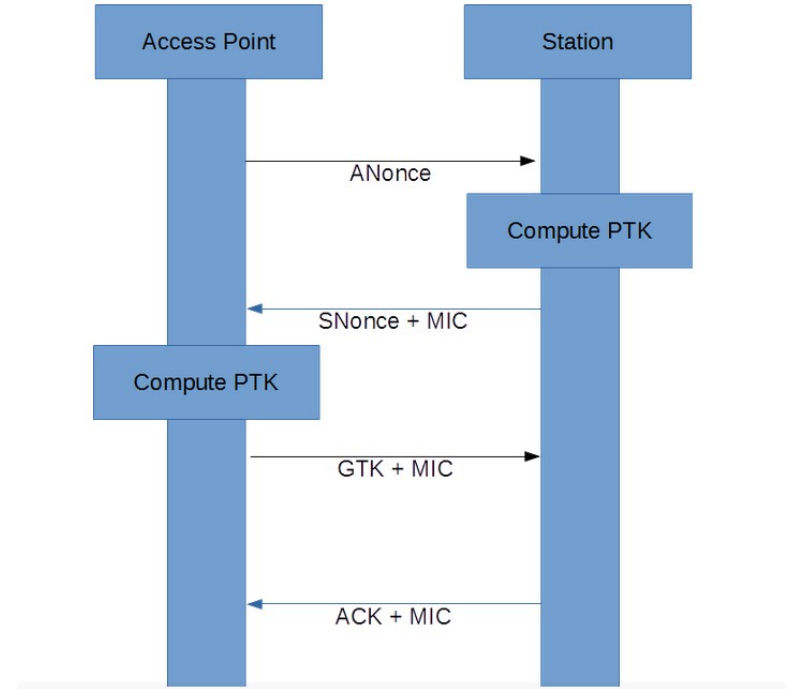 Access Point
Station
ANonce
Compute PTK
SNonce + MIC
Compute PTK
GTK + MIC
ACK + MIC